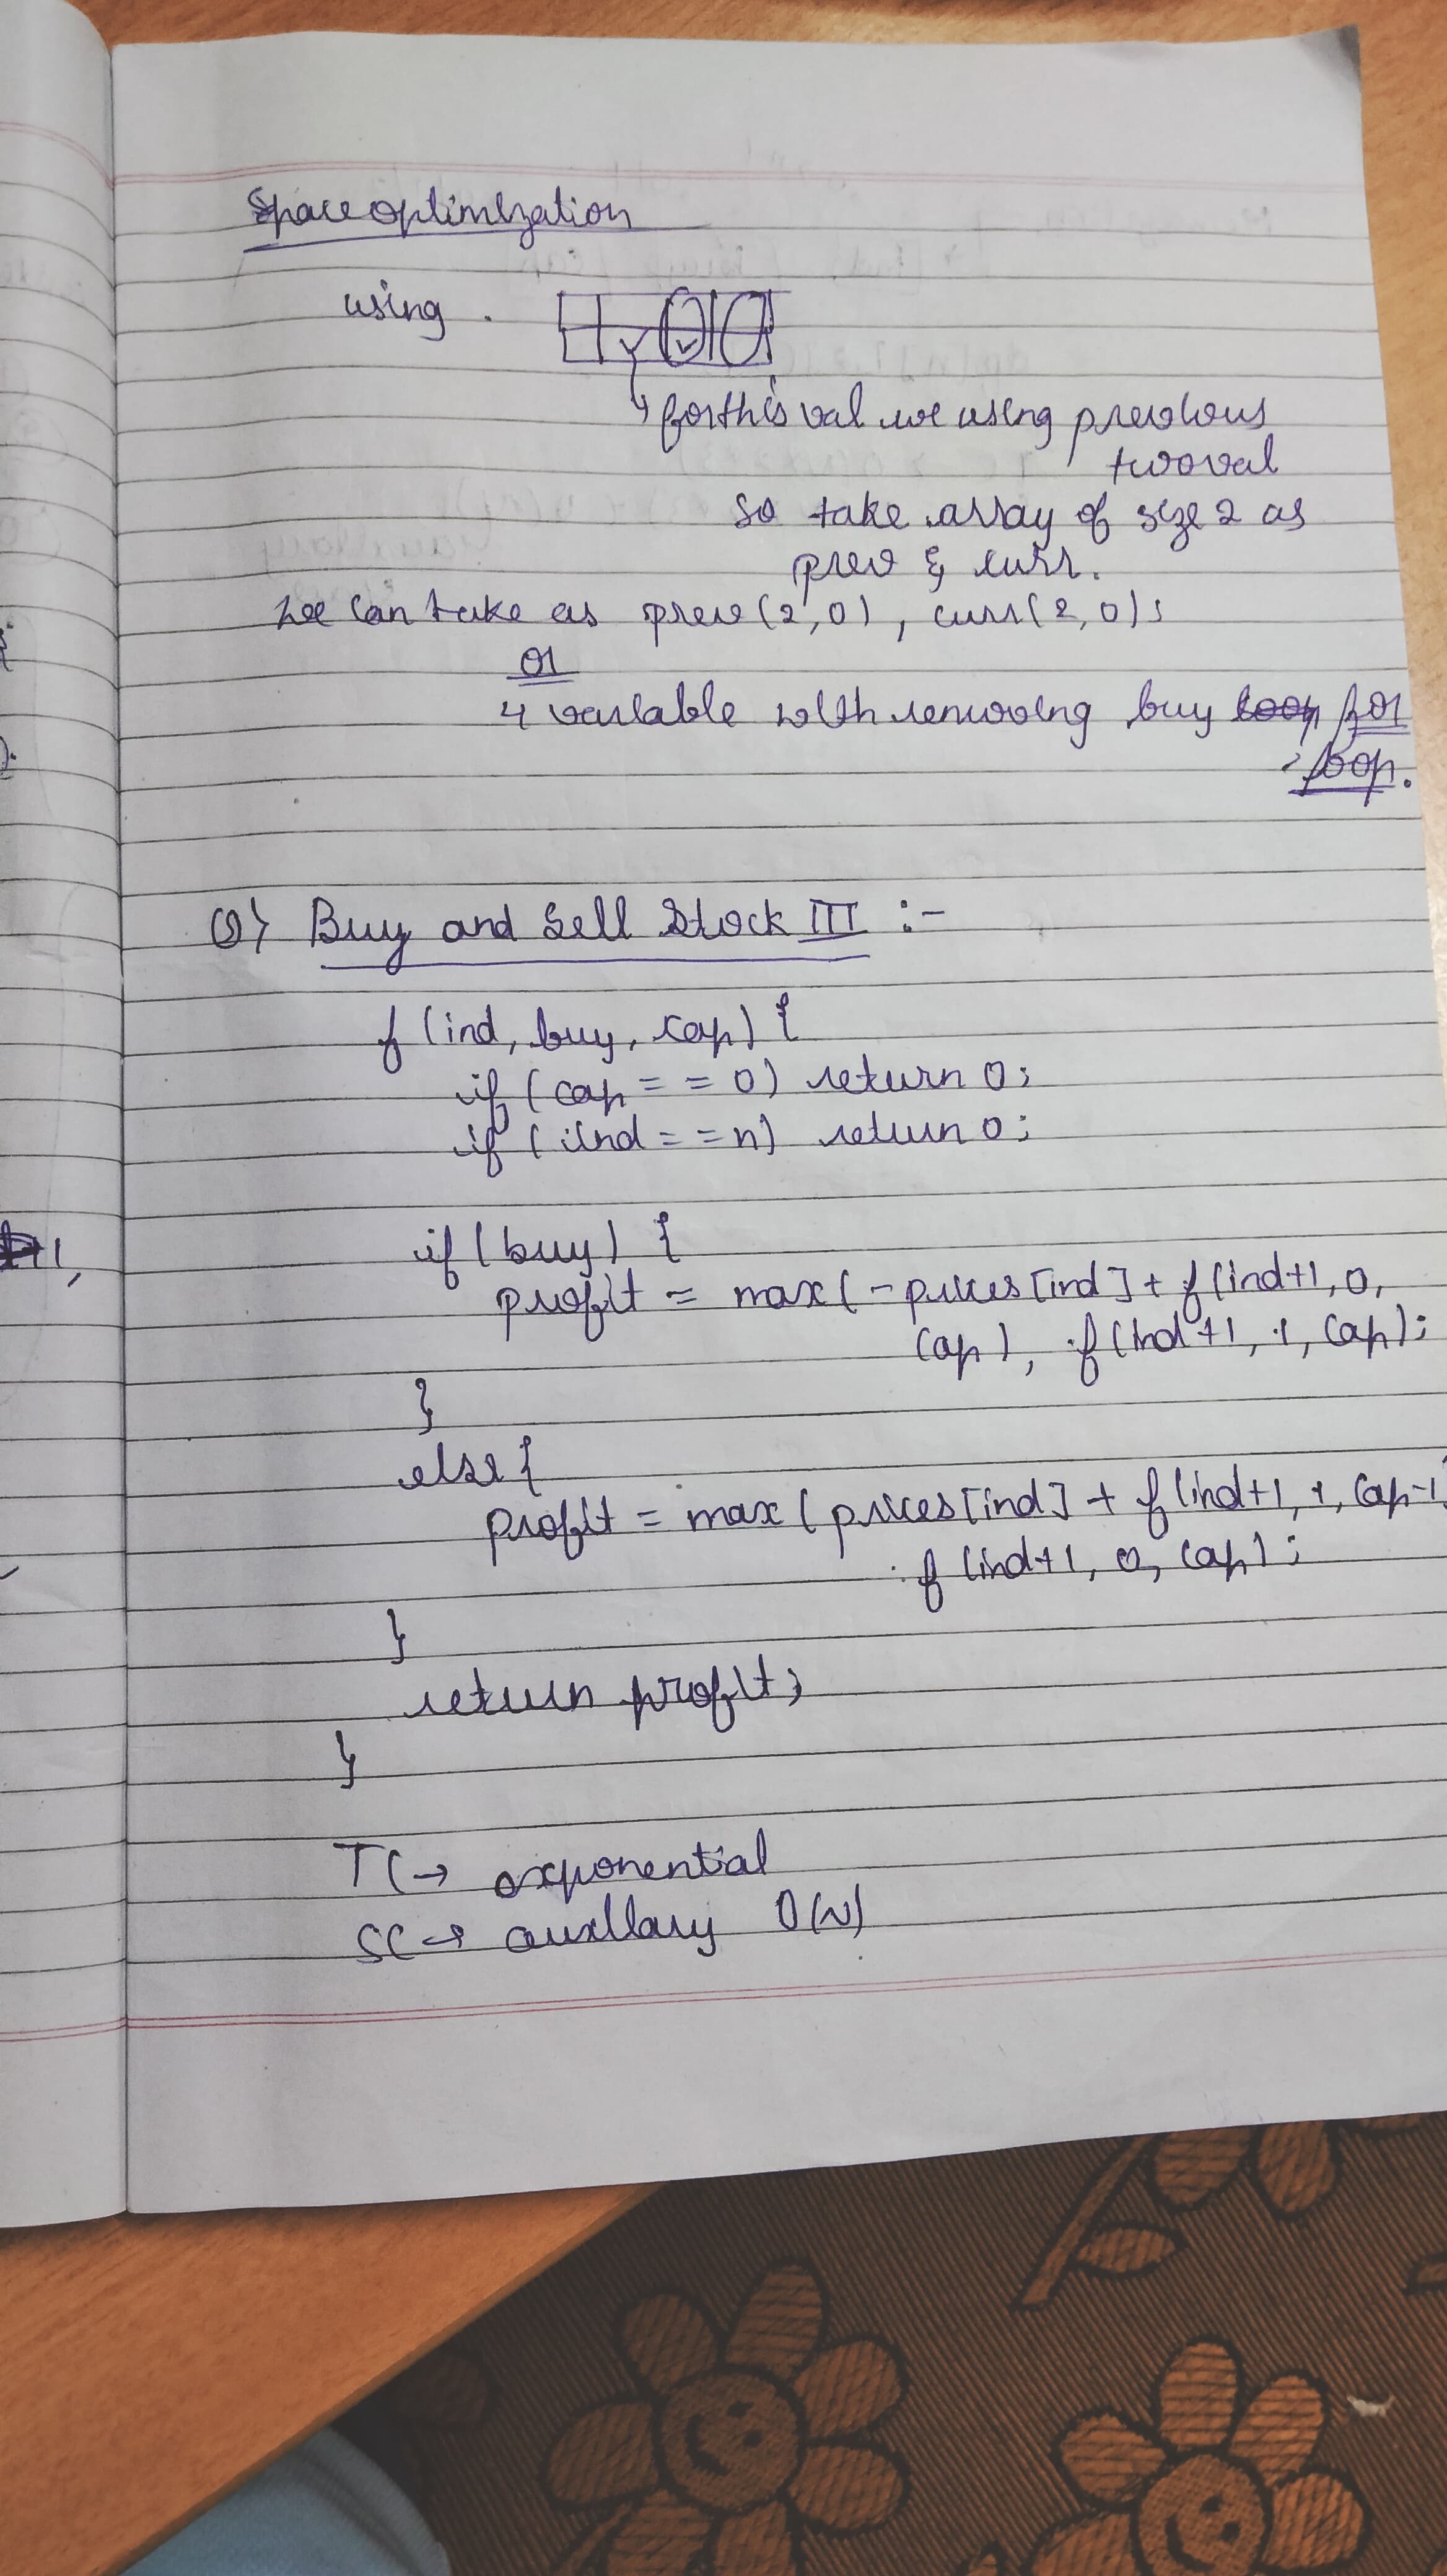 Space optimization
using .
for this val we using previous
two val
So take array of size 2 as
prev & curr.
we can take as prev(2,0), curr(2,0);
or
4 variable with removing buy loop for
loop.
Q) Buy and Sell Stock III :-
f (ind, buy, cap) {
if (cap == 0) return 0;
if (ind == n) return 0;
+1,
if (buy) {
profit = max(-prices[ind] + f(ind+1, 0,
cap), f(ind+1, 1, cap);
}
else {
profit = max(prices[ind] + f(ind+1, 1, cap-1)
f(ind+1, 0, cap);
}
return profit;
}
TC → exponential
SC → auxllary O(N)